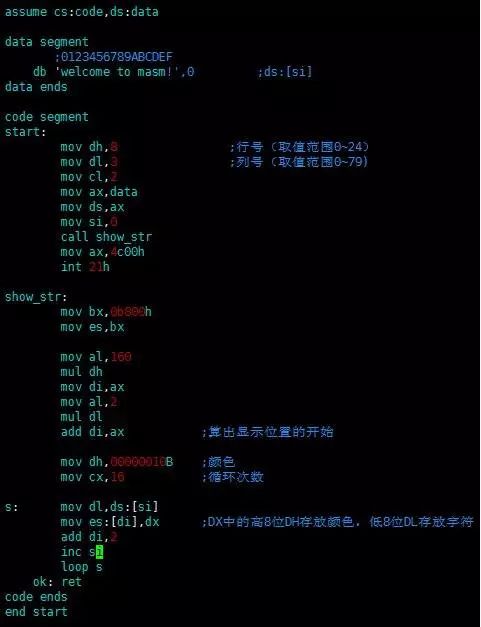 assume cs:code,ds:data
data segment
;0123456789ABCDEF
db 'welcome to masm!',0 ;ds:[si]
data ends
code segment
start:
mov dh,8 ;行号（取值范围0~24）
mov dl,3 ;列号（取值范围0~79)
mov cl,2
mov ax,data
mov ds,ax
mov si,0
call show_str
mov ax,4c00h
int 21h
show_str:
mov bx,0b800h
mov es,bx
mov al,160
mul dh
mov di,ax
mov al,2
mul dl
add di,ax ;算出显示位置的开始
mov dh,00000010B ;颜色
mov cx,16 ;循环次数
s: mov dl,ds:[si]
mov es:[di],dx ;DX中的高8位DH存放颜色，低8位DL存放字符
add di,2
inc si
loop s
ok: ret
code ends
end start